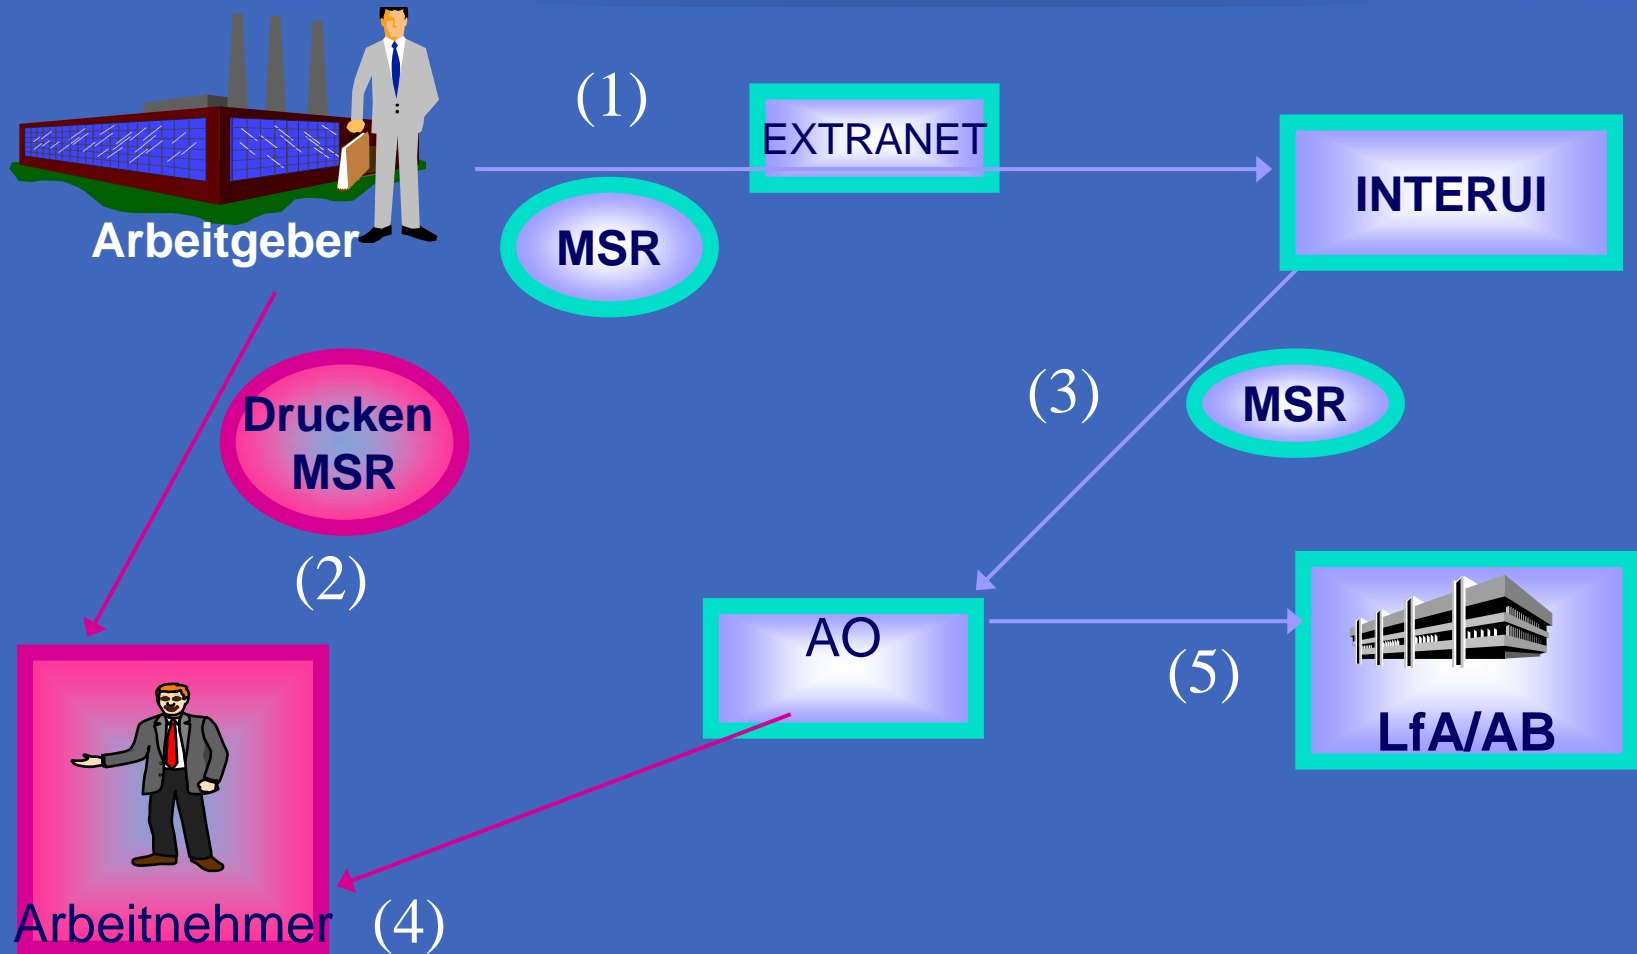 (1)
EXTRANET
INTERUI
Arbeitgeber
MSR
(3)
MSR
Drucken
MSR
(2)
AO
(5)
LfA/AB
Arbeitnehmer
(4)